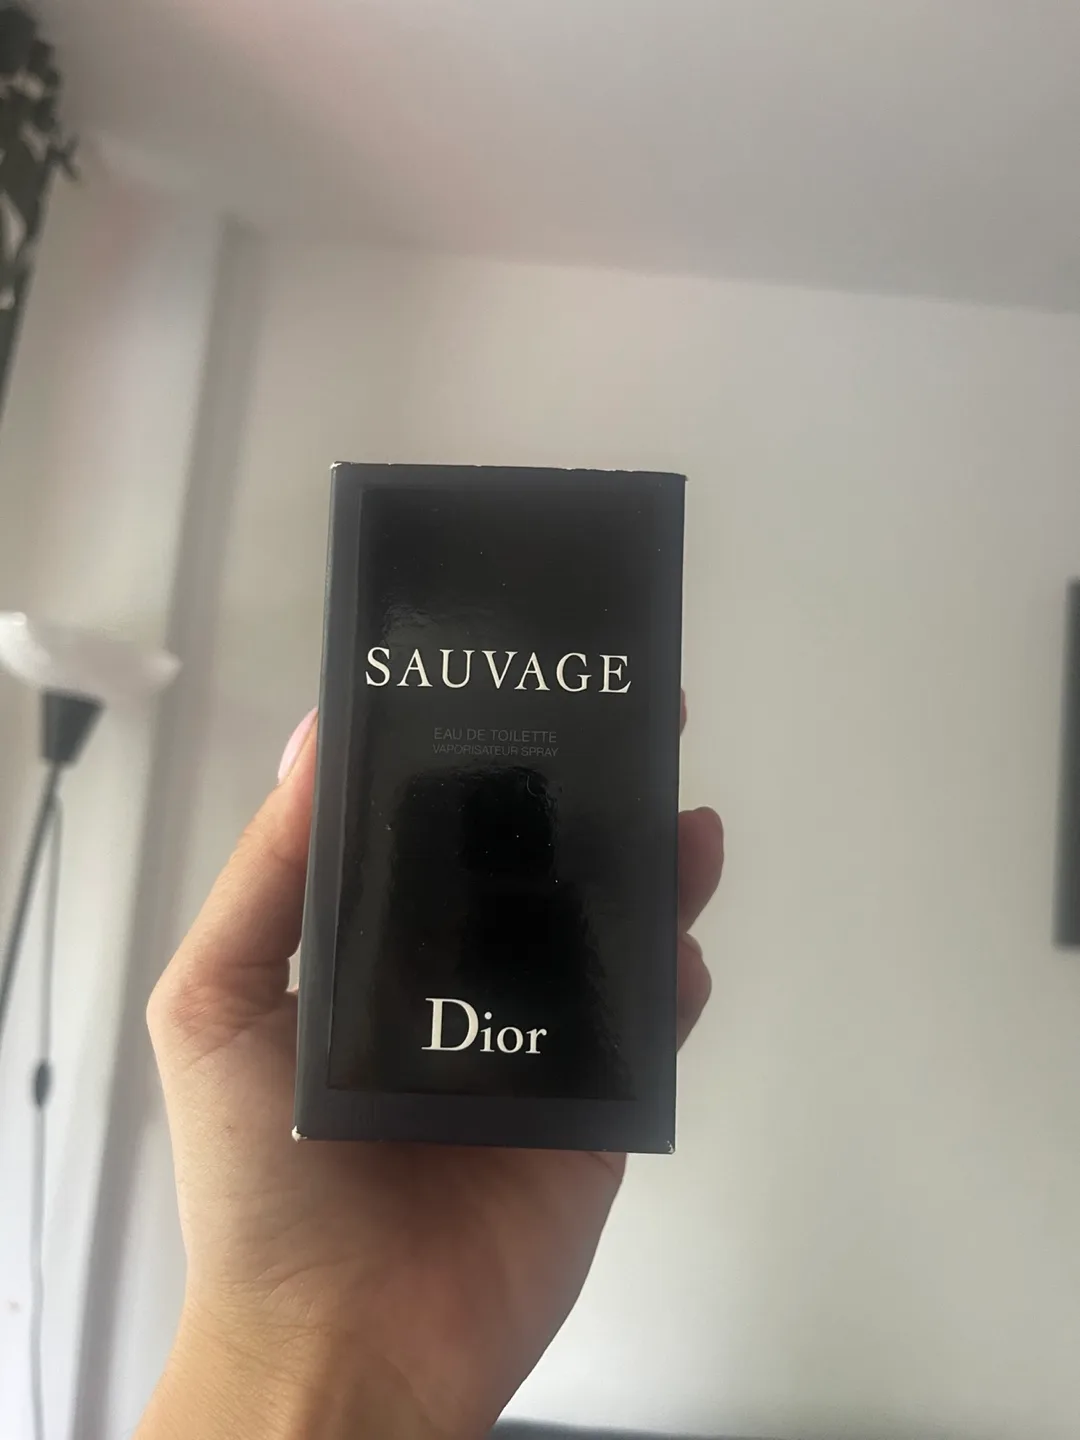 SAUVAGE
EAU DE TOILETTE
VAPORISATEUR SPRAY
Dior